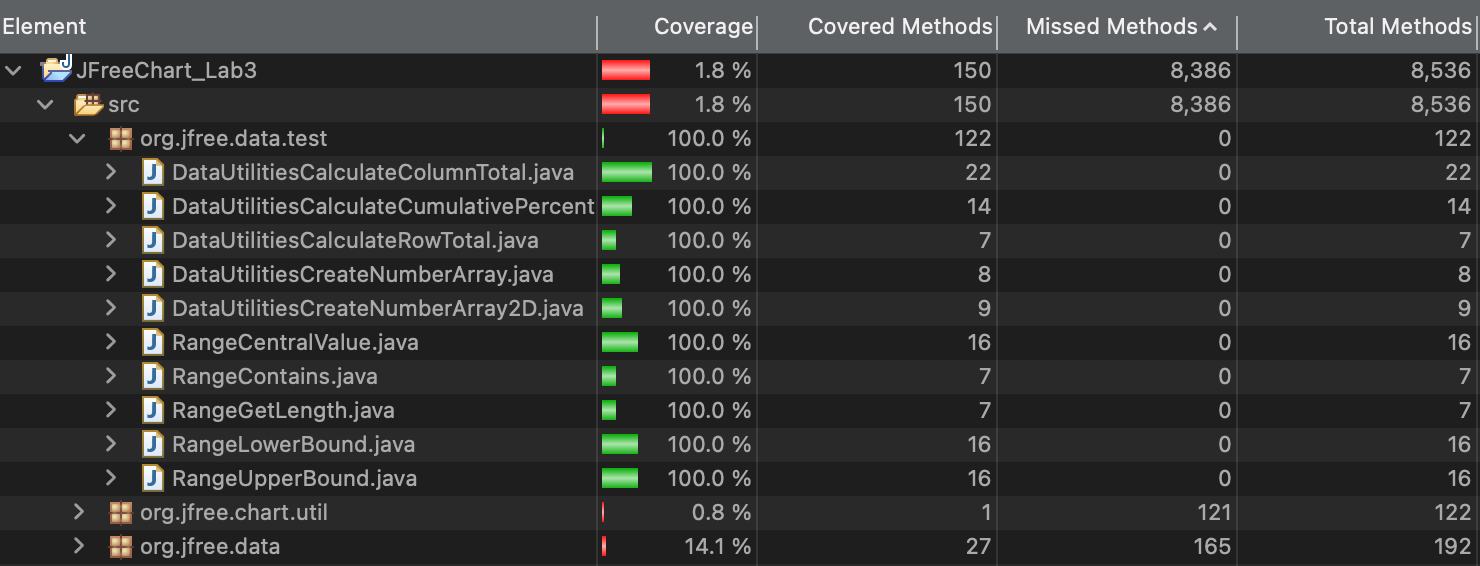 Element Coverage Covered Methods Missed Methods Total Methods
JFreeChart_Lab3 1.8 % 150 8,386 8,536
src 1.8 % 150 8,386 8,536
org.jfree.data.test 100.0 % 122 0 122
DataUtilitiesCalculateColumnTotal.java 100.0 % 22 0 22
DataUtilitiesCalculateCumulativePercent 100.0 % 14 0 14
DataUtilitiesCalculateRowTotal.java 100.0 % 7 0 7
DataUtilitiesCreateNumberArray.java 100.0 % 8 0 8
DataUtilitiesCreateNumberArray2D.java 100.0 % 9 0 9
RangeCentralValue.java 100.0 % 16 0 16
RangeContains.java 100.0 % 7 0 7
RangeGetLength.java 100.0 % 7 0 7
RangeLowerBound.java 100.0 % 16 0 16
RangeUpperBound.java 100.0 % 16 0 16
org.jfree.chart.util 0.8 % 1 121 122
org.jfree.data 14.1 % 27 165 192